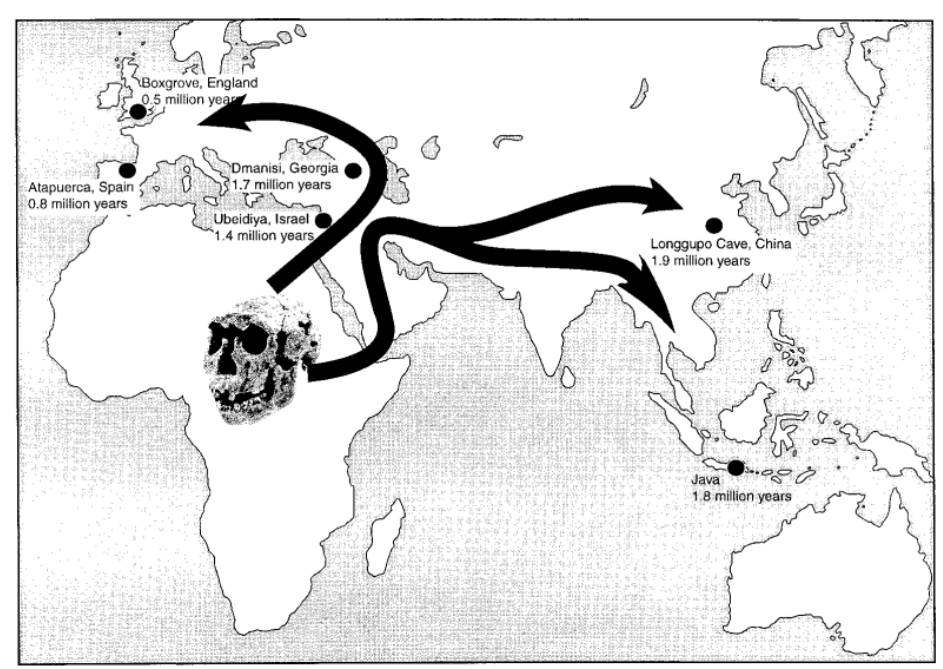 Boxgrove, England
0.5 million years
Dmanisi, Georgia
1.7 million years
Atapuerca, Spain
0.8 million years
Ubeidiya, Israel
1.4 million years
Longgupo Cave, China
1.9 million years
Java
1.8 million years